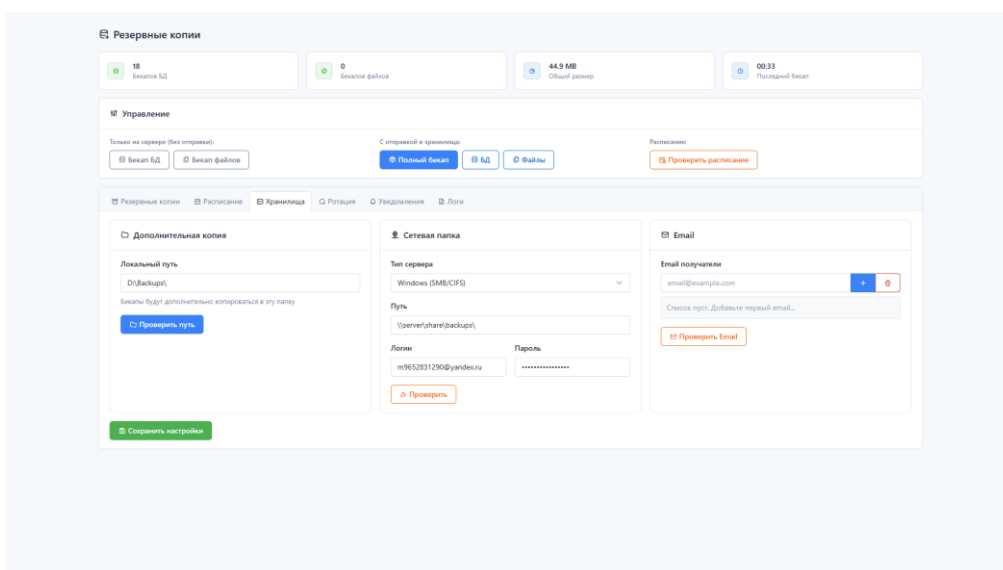 Резервные копии
18
Бекапов БД
0
Бекапов файлов
44.9 MB
Общий размер
00:33
Последний бекап
Управление
Только на сервере (без отправки):
Бекап БД
Бекап файлов
С отправкой в хранилище:
Полный бекап
БД
Файлы
Расписание:
Проверить расписание
Резервные копии
Расписание
Хранилища
Ротация
Уведомления
Логи
Дополнительная копия
Локальный путь
D:\Backups\
Бекапы будут дополнительно копироваться в эту папку
Проверить путь
Сетевая папка
Тип сервера
Windows (SMB/CIFS)
Путь
\\server\share\backups\
Логин
Пароль
m9652831290@yandex.ru
••••••••••••••••
Проверить
Email
Email получатели
email@example.com
+
Список пуст. Добавьте первый email...
Проверить Email
Сохранить настройки